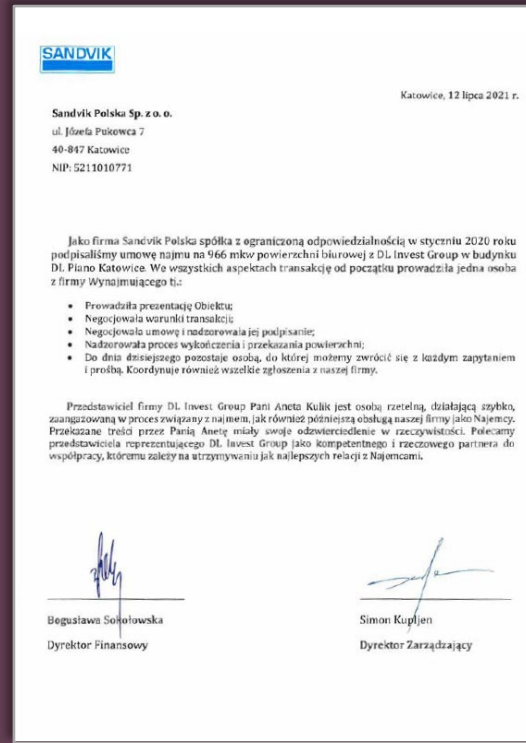 SANDVIK
Katowice, 12 lipca 2021 r.
Sandvik Polska Sp. z o. o.
ul. Józefa Pukowca 7
40-847 Katowice
NIP: 5211010771
Jako firma Sandvik Polska spółka z ograniczoną odpowiedzialnością w styczniu 2020 roku
podpisaliśmy umowę najmu na 966 mkw powierzchni biurowej z DL Invest Group w budynku
DL Piano Katowice. We wszystkich aspektach transakcję od początku prowadziła jedna osoba
z firmy Wynajmującego tj.:
• Prowadziła prezentację Obiektu;
• Negocjowała warunki transakcji;
• Negocjowała umowę i nadzorowała jej podpisanie;
• Nadzorowała proces wykończenia i przekazania powierzchni;
• Do dnia dzisiejszego pozostaje osobą, do której możemy zwrócić się z każdym zapytaniem
i prośbą. Koordynuje również wszelkie zgłoszenia z naszej firmy.
Przedstawiciel firmy DL Invest Group Pani Aneta Kulik jest osobą rzetelną, działającą szybko,
zaangażowaną w proces związany z najmem, jak również późniejszą obsługą naszej firmy jako Najemcy.
Przekazane treści przez Panią Anetę miały swoje odzwierciedlenie w rzeczywistości. Polecamy
przedstawiciela reprezentującego DL Invest Group jako kompetentnego i rzeczowego partnera do
współpracy, któremu zależy na utrzymywaniu jak najlepszych relacji z Najemcami.
Bogusława Sokołowska
Dyrektor Finansowy
Simon Kupljen
Dyrektor Zarządzający